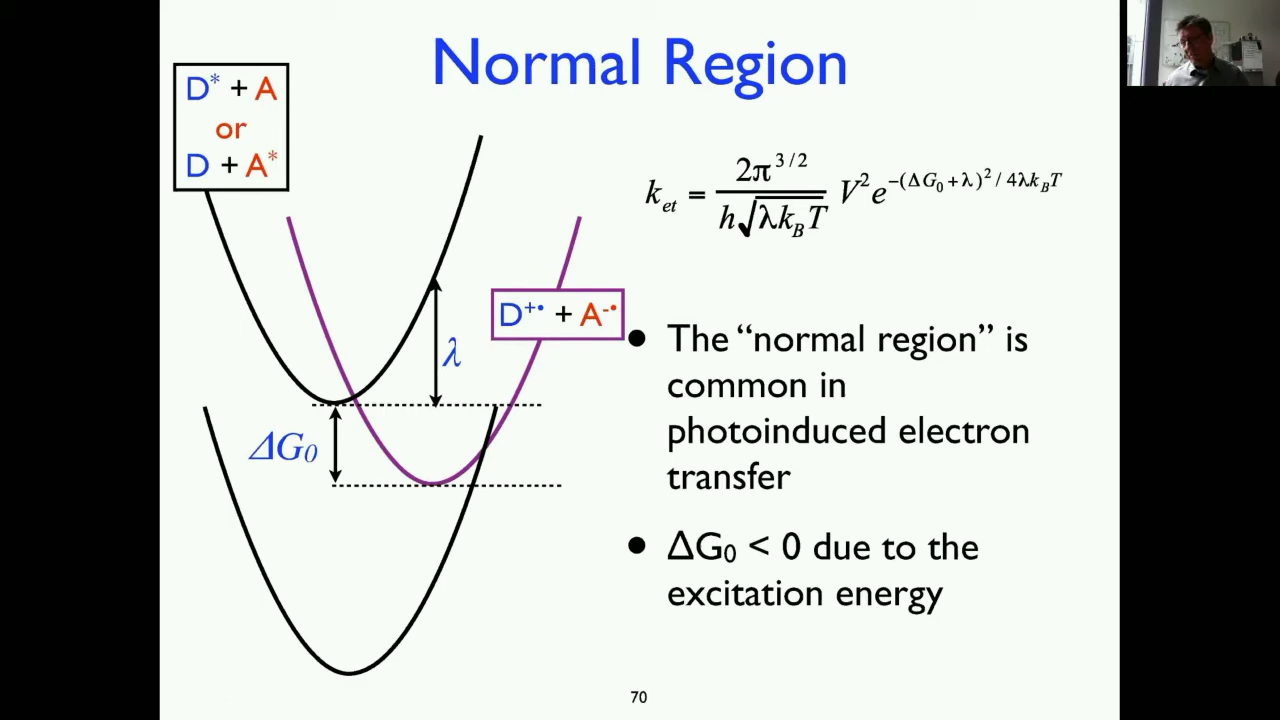 Normal Region
D* + A
or
D + A*
k_et = 2π^3/2 / h√λk_BT V²e^−(ΔG₀+λ)²/4λk_BT
D⁺• + A⁻•
λ
ΔG₀
• The “normal region” is
common in
photoinduced electron
transfer
• ΔG₀ < 0 due to the
excitation energy
70